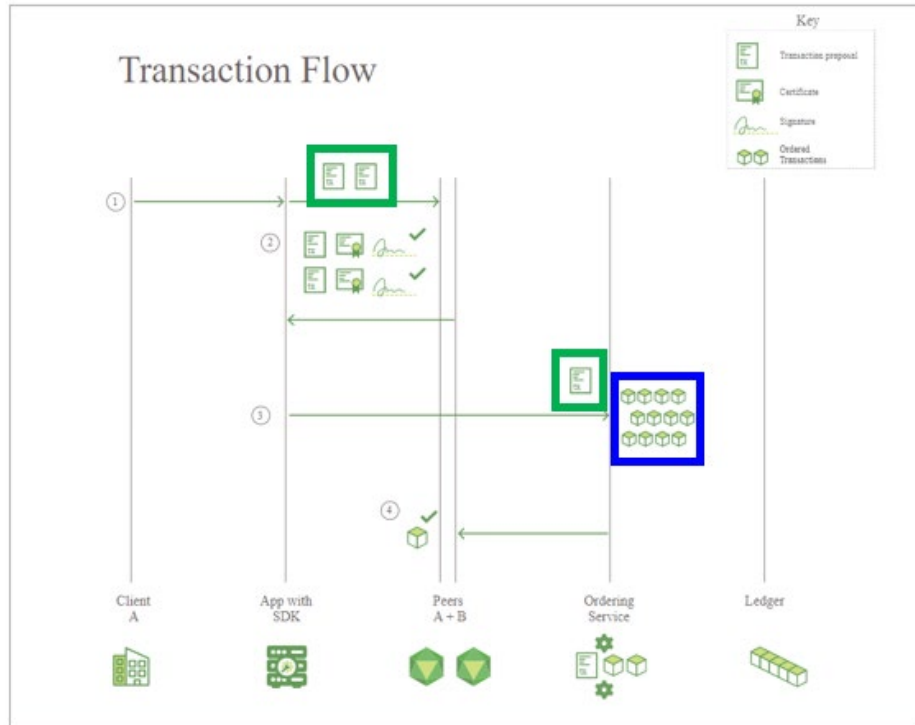 Key
Transaction proposal
Certificate
Signature
Ordered
Transactions
Transaction Flow
1
2
3
4
Client
A
App with
SDK
Peers
A + B
Ordering
Service
Ledger